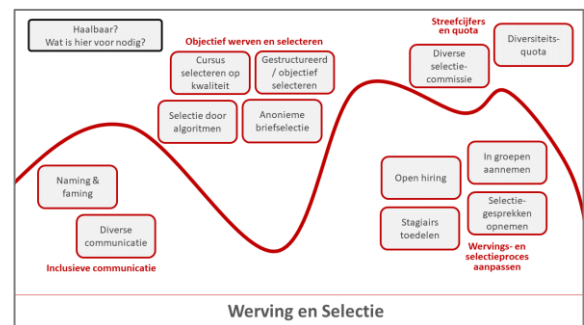 Haalbaar?
Wat is hier voor nodig?
Objectief werven en selecteren
Cursus
selecteren op
kwaliteit
Gestructureerd
/ objectief
selecteren
Selectie door
algoritmen
Anonieme
briefselectie
Streefcijfers
en quota
Diverse
selectie-
commissie
Diversiteits-
quota
Naming &
faming
Diverse
communicatie
Inclusieve communicatie
Open hiring
In groepen
aannemen
Stagiairs
toedelen
Selectie-
gesprekken
opnemen
Wervings- en
selectieproces
aanpassen
Werving en Selectie